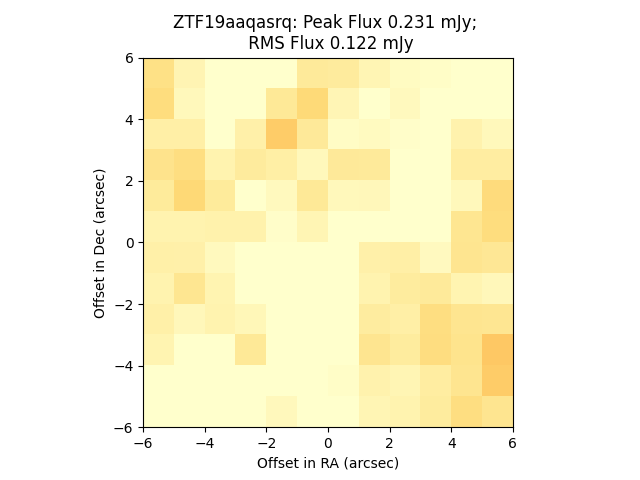 ZTF19aaqasrq: Peak Flux 0.231 mJy;
RMS Flux 0.122 mJy
6
4
2
0
−2
−4
−6
Offset in Dec (arcsec)
−6 −4 −2 0 2 4 6
Offset in RA (arcsec)